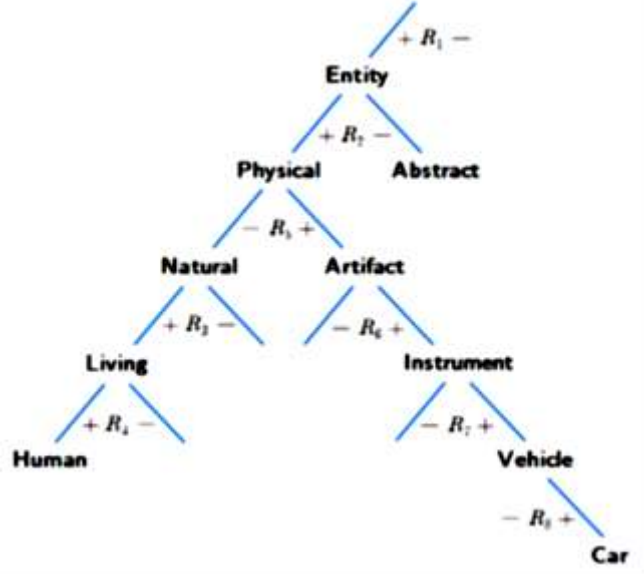 + R₁ −
Entity
+ R₂ −
Physical Abstract
− R₅ +
Natural Artifact
+ R₃ − − R₆ +
Living Instrument
+ R₄ − − R₇ +
Human Vehicle
− R₈ +
Car